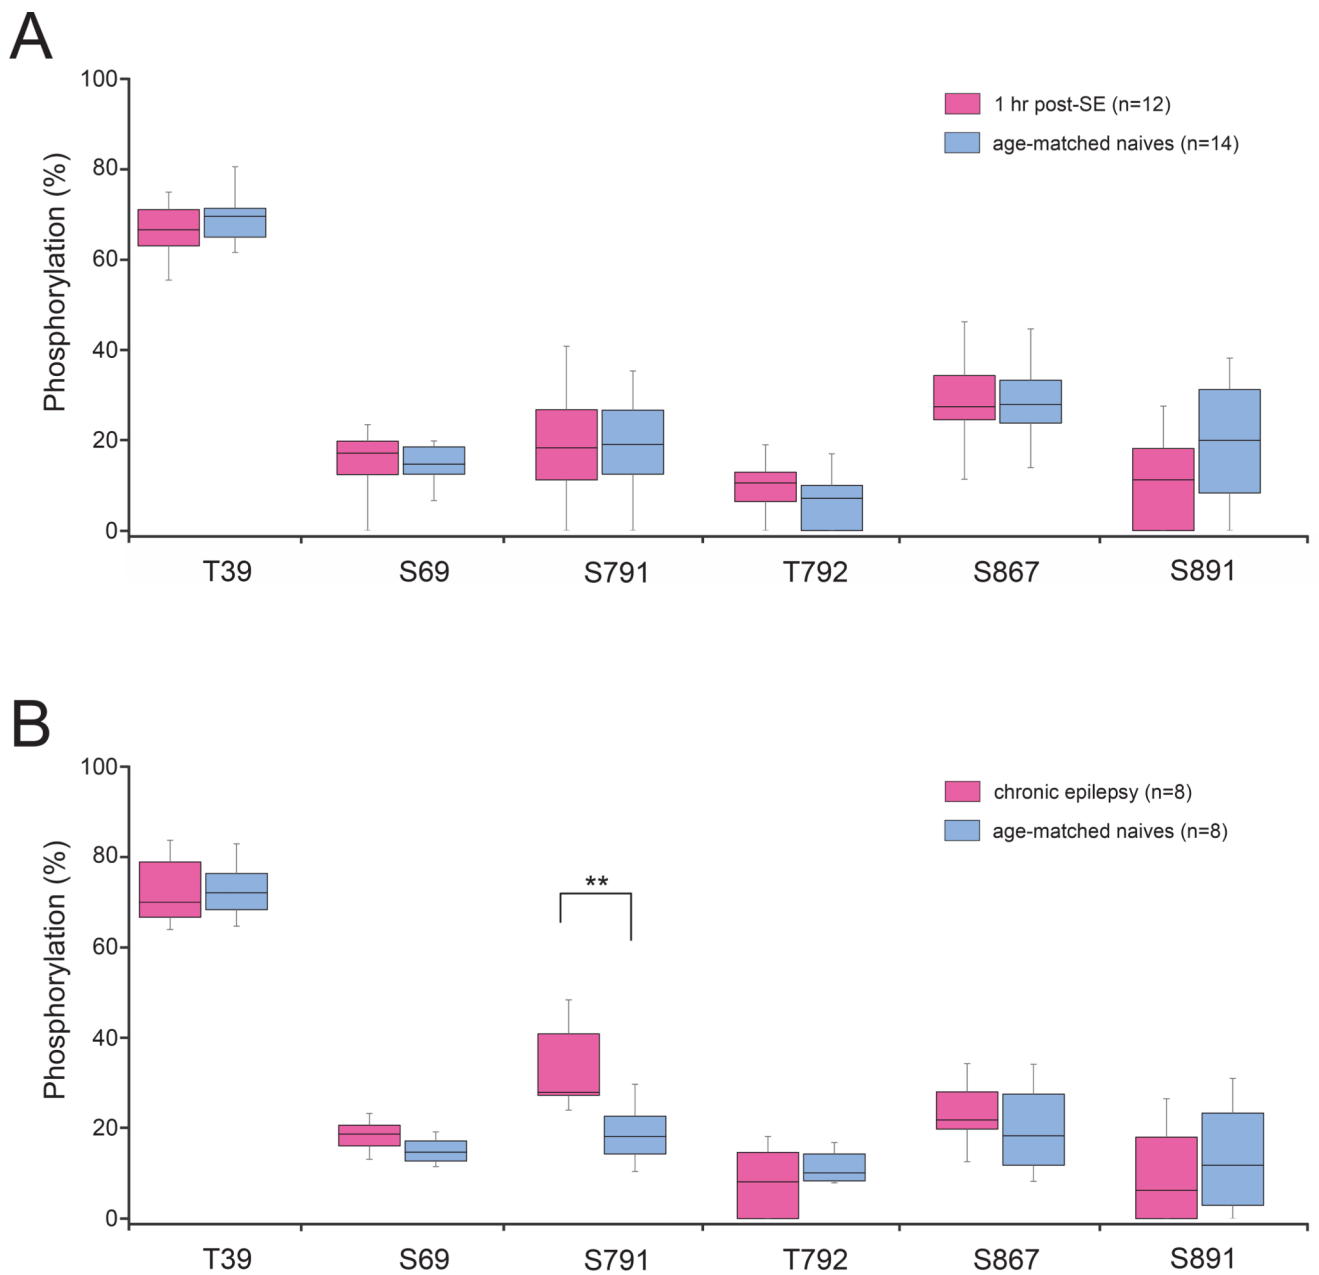 A
Phosphorylation (%)
100
80
60
40
20
0
1 hr post-SE (n=12)
age-matched naives (n=14)
T39 S69 S791 T792 S867 S891
B
Phosphorylation (%)
100
80
60
40
20
0
chronic epilepsy (n=8)
age-matched naives (n=8)
**
T39 S69 S791 T792 S867 S891